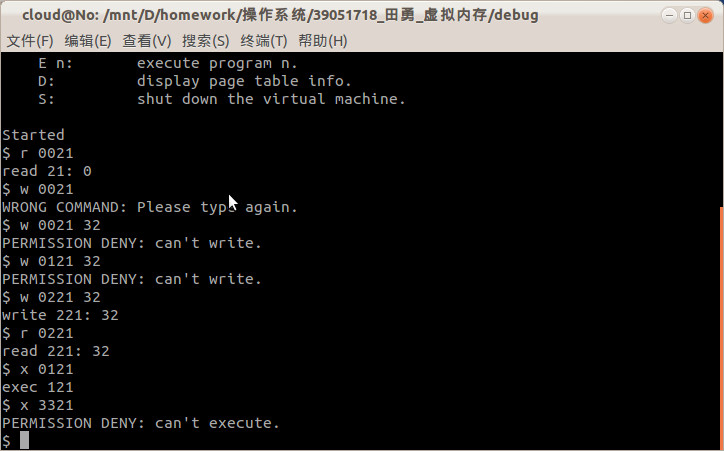 cloud@No: /mnt/D/homework/操作系统/39051718_田勇_虚拟内存/debug
文件(F) 编辑(E) 查看(V) 搜索(S) 终端(T) 帮助(H)
E n: execute program n.
D: display page table info.
S: shut down the virtual machine.
Started
$ r 0021
read 21: 0
$ w 0021
WRONG COMMAND: Please type again.
$ w 0021 32
PERMISSION DENY: can't write.
$ w 0121 32
PERMISSION DENY: can't write.
$ w 0221 32
write 221: 32
$ r 0221
read 221: 32
$ x 0121
exec 121
$ x 3321
PERMISSION DENY: can't execute.
$